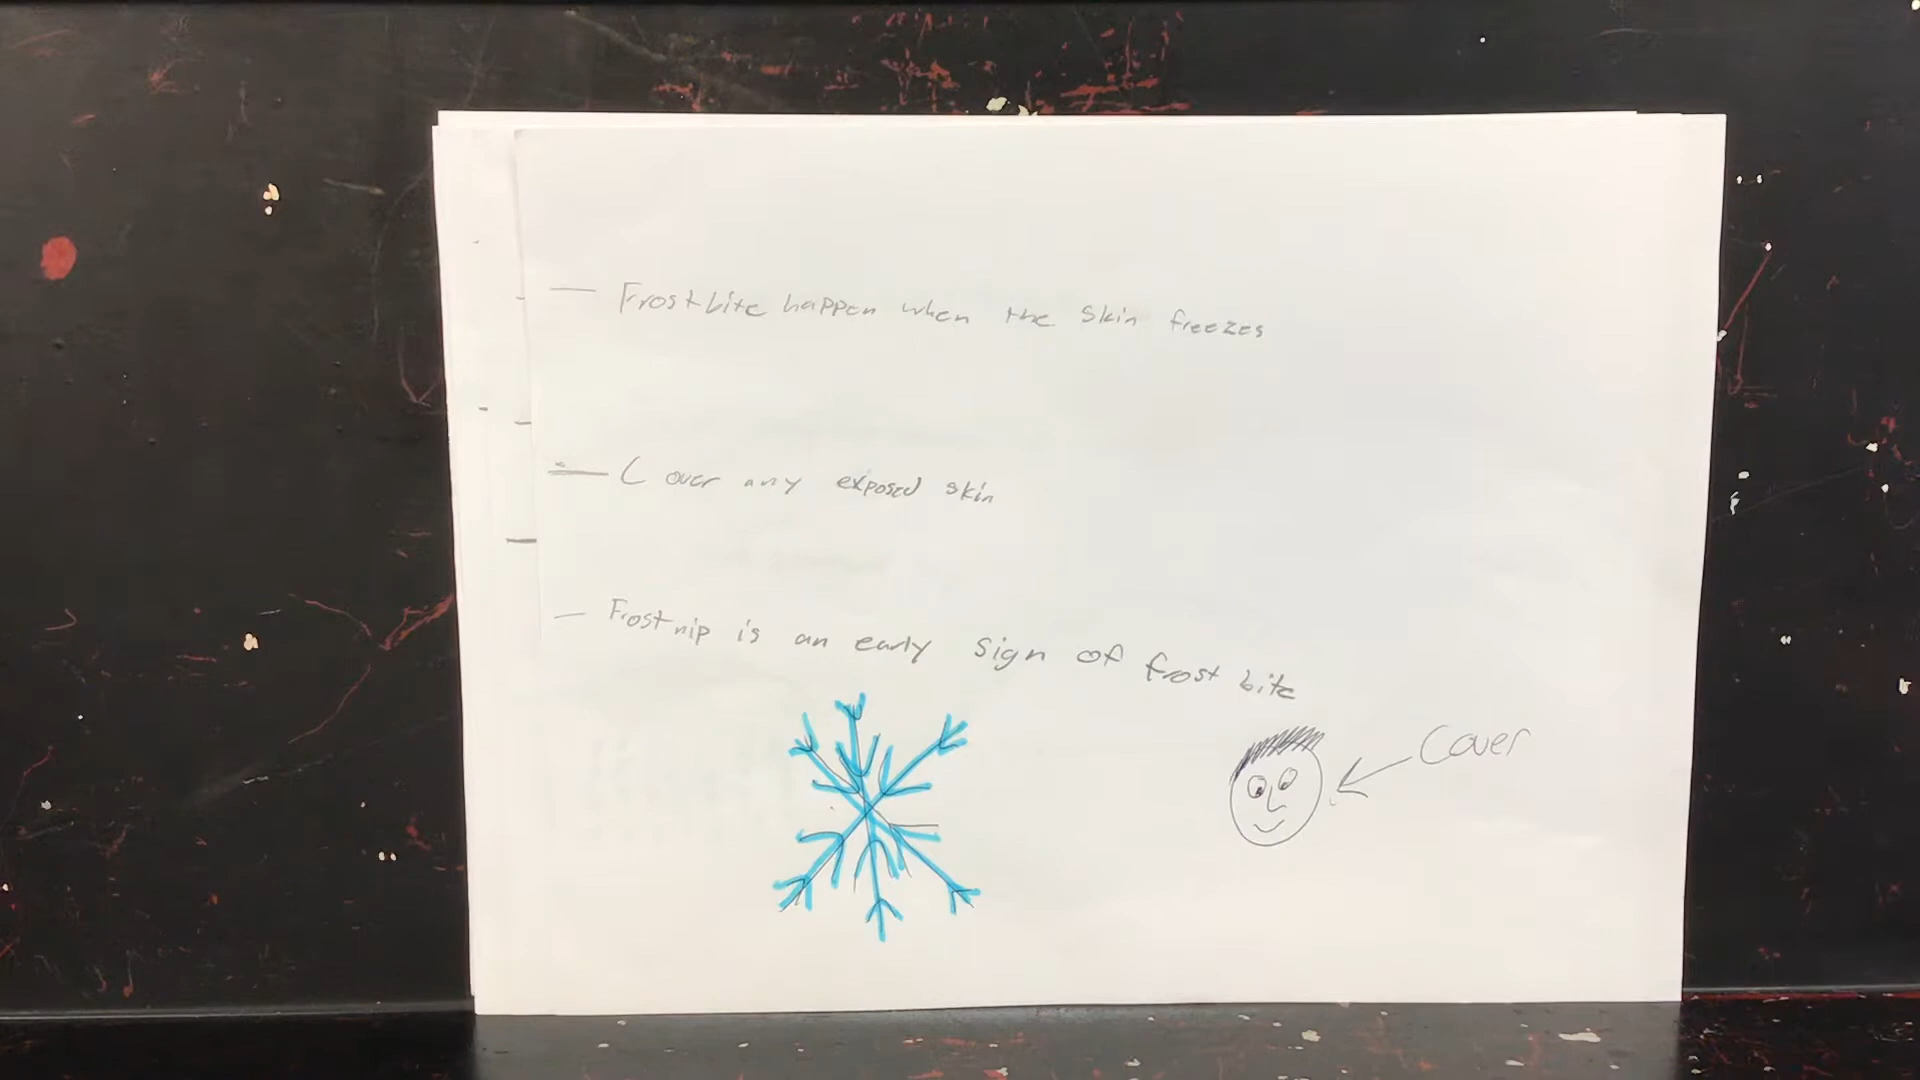 — Frostbite happen when the skin freezes
— Cover any exposed skin
— Frostnip is an early sign of frost bite
Cover